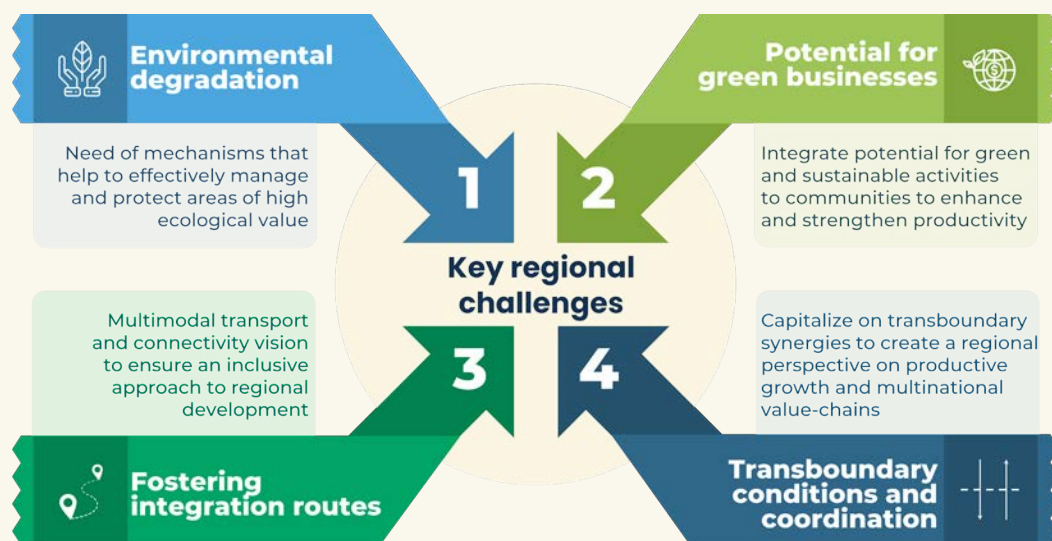 Environmental
degradation
1
Need of mechanisms that
help to effectively manage
and protect areas of high
ecological value
Potential for
green businesses
$
2
Integrate potential for green
and sustainable activities
to communities to enhance
and strengthen productivity
Key regional
challenges
3
Multimodal transport
and connectivity vision
to ensure an inclusive
approach to regional
development
Fostering
integration routes
4
Capitalize on transboundary
synergies to create a regional
perspective on productive
growth and multinational
value-chains
Transboundary
conditions and
coordination